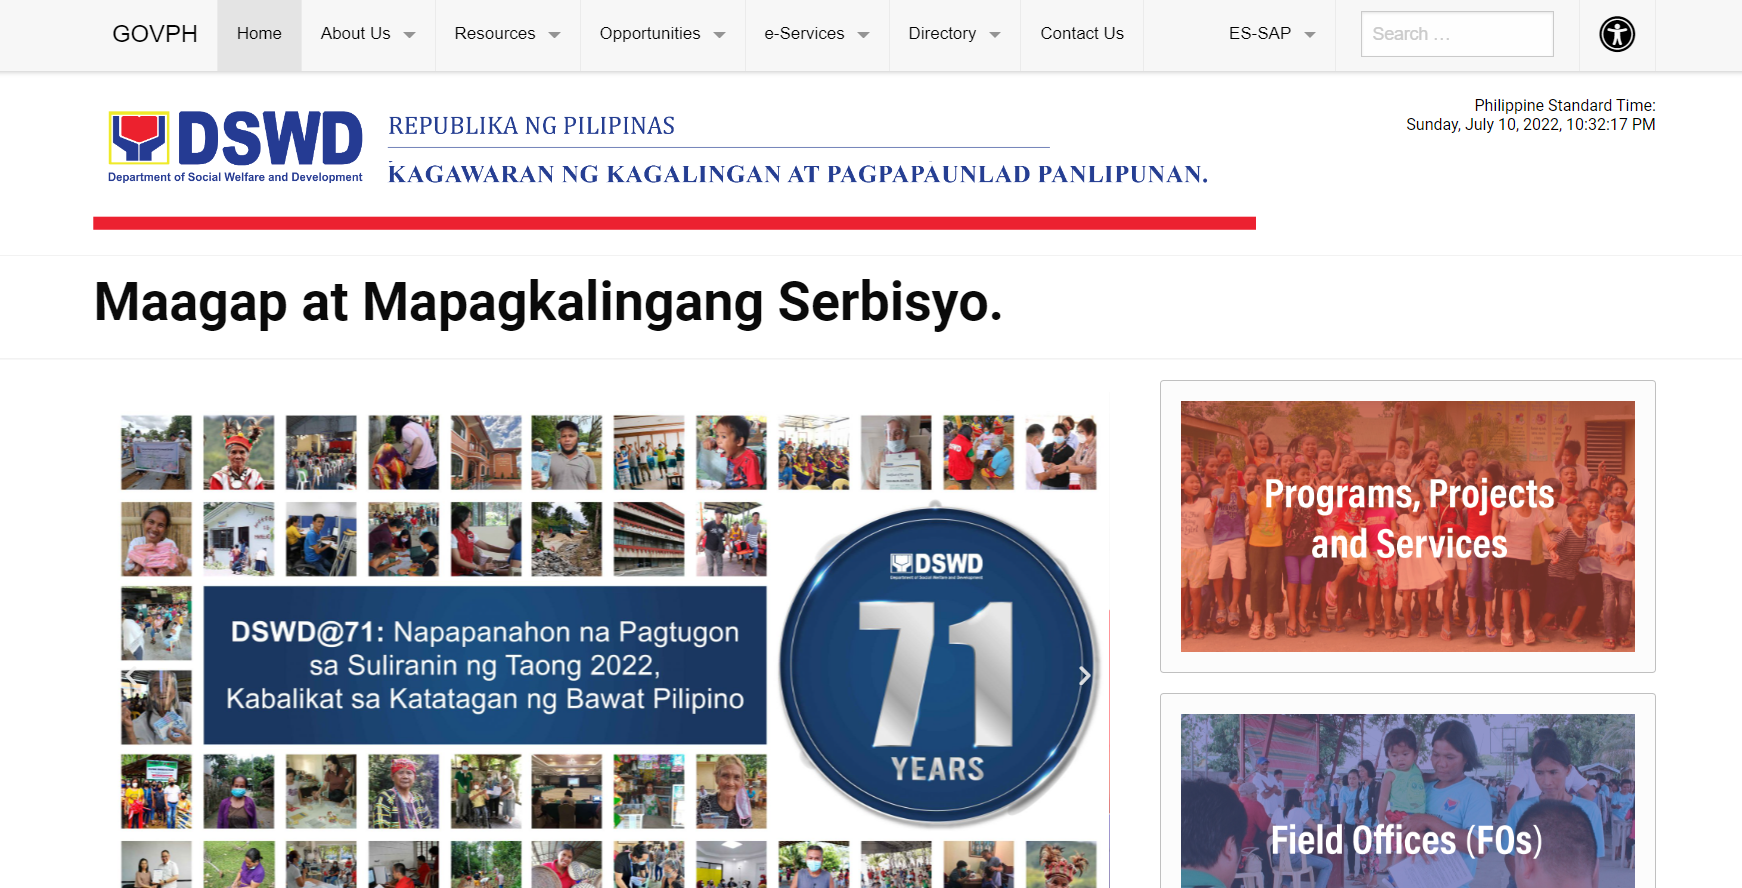 GOVPH
Home
About Us
Resources
Opportunities
e-Services
Directory
Contact Us
ES-SAP
Search ...
DSWD
Department of Social Welfare and Development
REPUBLIKA NG PILIPINAS
KAGAWARAN NG KAGALINGAN AT PAGPAPAUNLAD PANLIPUNAN.
Philippine Standard Time:
Sunday, July 10, 2022, 10:32:17 PM
Maagap at Mapagkalingang Serbisyo.
DSWD@71: Napapanahon na Pagtugon
sa Suliranin ng Taong 2022,
Kabalikat sa Katatagan ng Bawat Pilipino
DSWD
Department of Social Welfare and Development
71
YEARS
Programs, Projects
and Services
Field Offices (FOs)